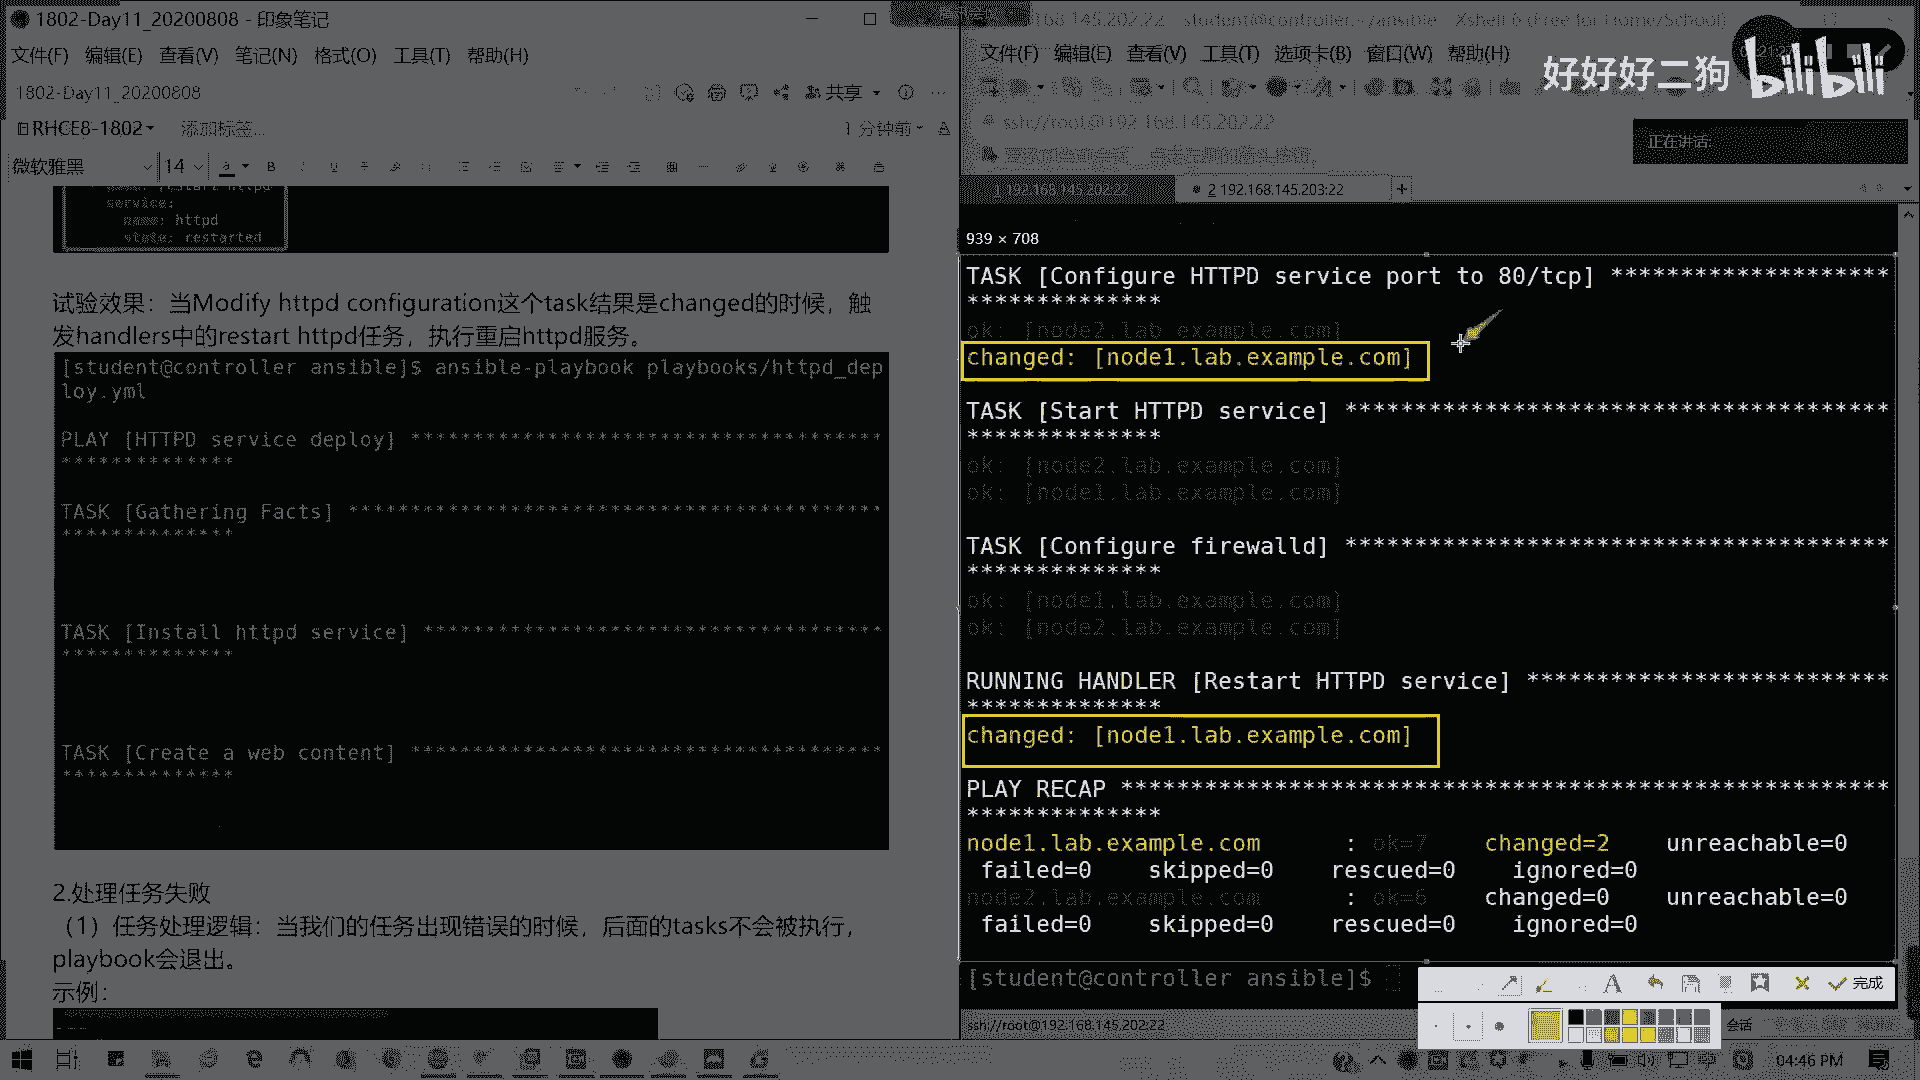 1802-Day11_20200808 - 印象笔记
文件(F) 编辑(E) 查看(V) 笔记(N) 格式(O) 工具(T) 帮助(H)
1802-Day11_20200808
共享
RHCE8-1802 添加标签...
1 分钟前
微软雅黑 14
service:
name: httpd
state: restarted
试验效果：当Modify httpd configuration这个task结果是changed的时候，触
发handlers中的restart httpd任务，执行重启httpd服务。
[student@controller ansible]$ ansible-playbook playbooks/httpd_dep
loy.yml
PLAY [HTTPD service deploy] ****************************************
**************
TASK [Gathering Facts] *********************************************
**************
TASK [Install httpd service] ***************************************
**************
TASK [Create a web content] ****************************************
**************
2.处理任务失败
（1）任务处理逻辑：当我们的任务出现错误的时候，后面的tasks不会被执行，
playbook会退出。
示例：
168.145.202.22 - student@controller:~/ansible - Xshell 6 (Free for Home/School)
文件(F) 编辑(E) 查看(V) 工具(T) 选项卡(B) 窗口(W) 帮助(H)
好好好二狗 bilibili
ssh://root@192.168.145.202:22
正在讲话:
1 192.168.145.202:22
2 192.168.145.203:22
939 × 708
TASK [Configure HTTPD service port to 80/tcp] ********************
**************
ok: [node2.lab.example.com]
changed: [node1.lab.example.com]
TASK [Start HTTPD service] ***************************************
**************
ok: [node2.lab.example.com]
ok: [node1.lab.example.com]
TASK [Configure firewalld] ***************************************
**************
ok: [node1.lab.example.com]
ok: [node2.lab.example.com]
RUNNING HANDLER [Restart HTTPD service] **************************
**************
changed: [node1.lab.example.com]
PLAY RECAP *******************************************************
**************
node1.lab.example.com : ok=7 changed=2 unreachable=0
failed=0 skipped=0 rescued=0 ignored=0
node2.lab.example.com : ok=6 changed=0 unreachable=0
failed=0 skipped=0 rescued=0 ignored=0
[student@controller ansible]$
完成
ssh://root@192.168.145.202:22
会话
04:46 PM